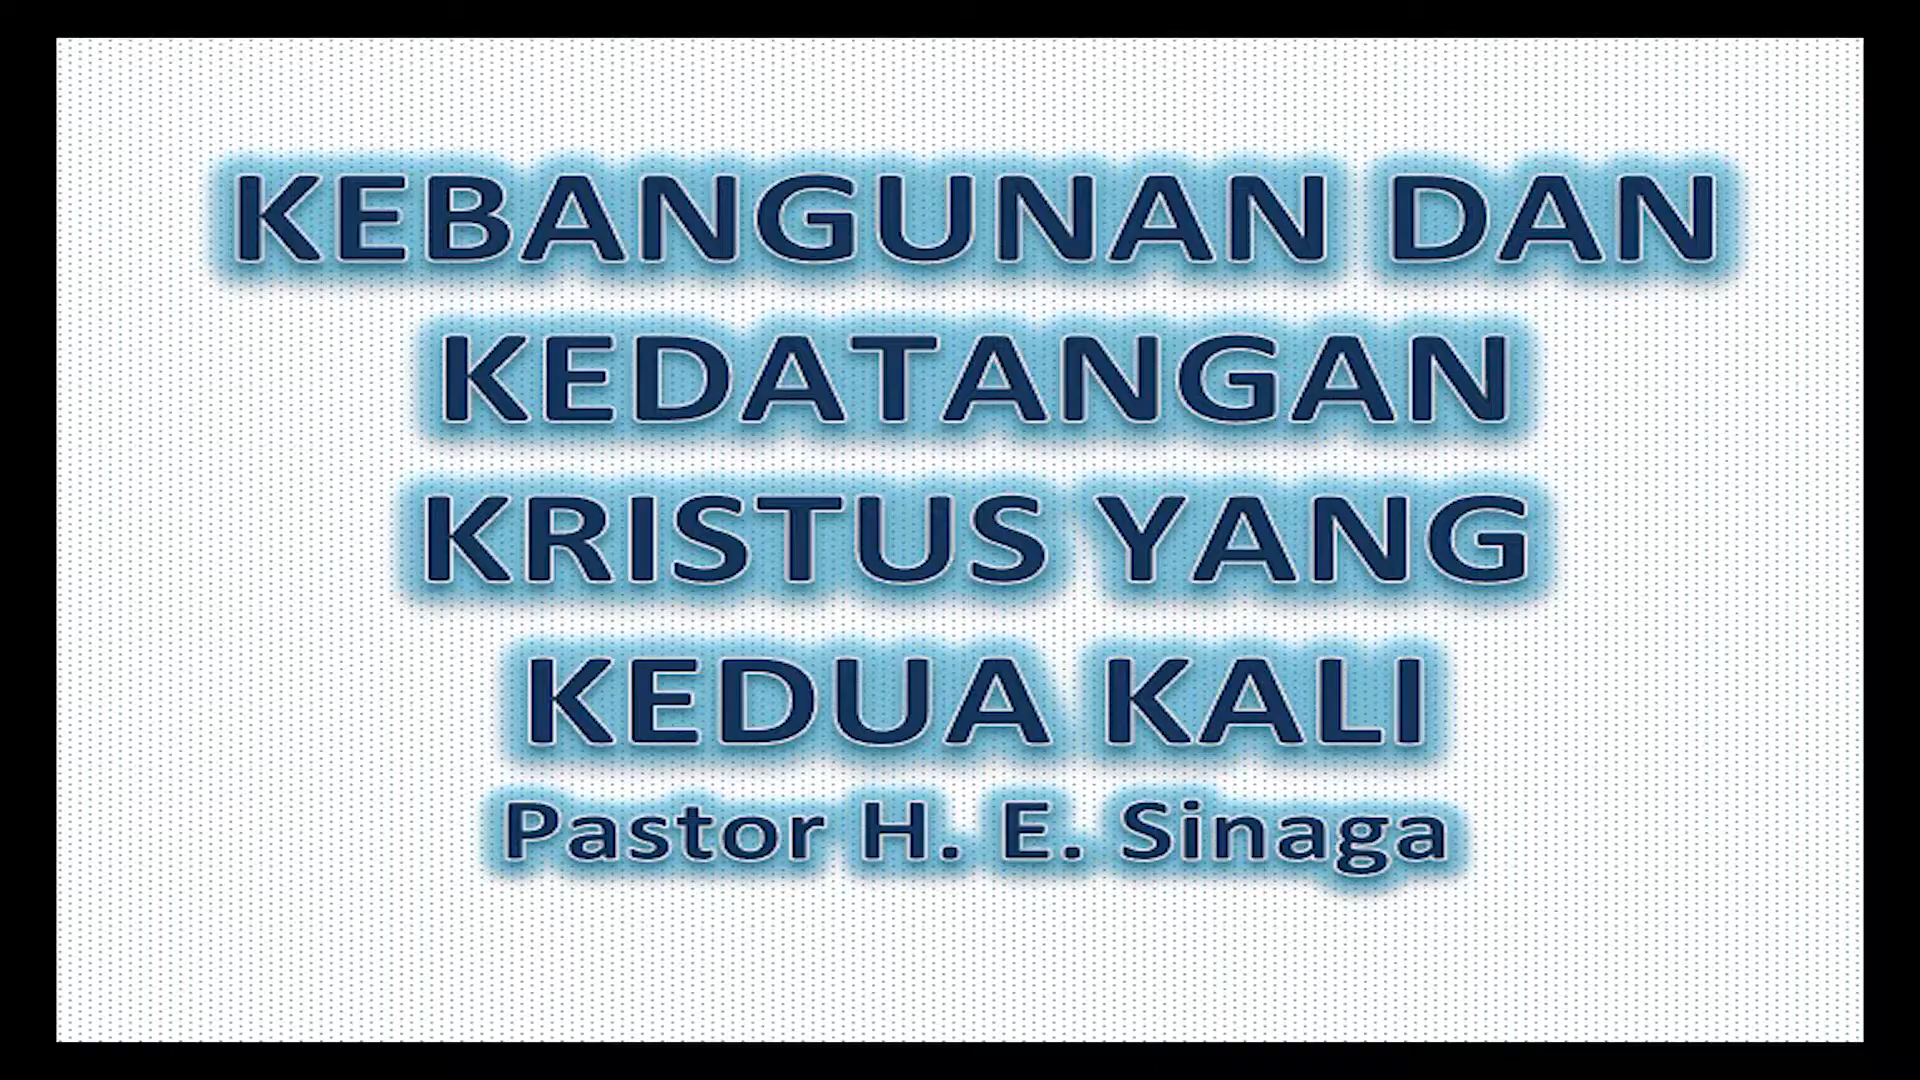 KEBANGUNAN DAN
KEDATANGAN
KRISTUS YANG
KEDUA KALI
Pastor H. E. Sinaga